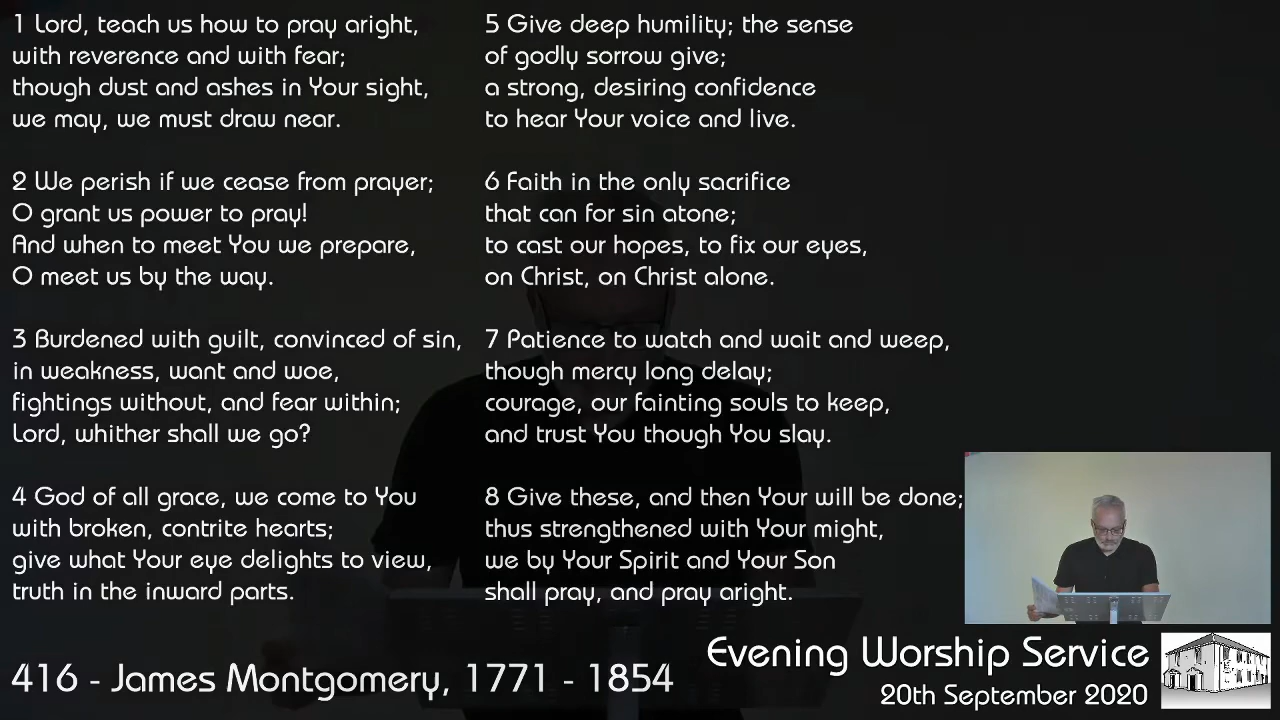 1 Lord, teach us how to pray aright,
with reverence and with fear;
though dust and ashes in Your sight,
we may, we must draw near.
2 We perish if we cease from prayer;
O grant us power to pray!
And when to meet You we prepare,
O meet us by the way.
3 Burdened with guilt, convinced of sin,
in weakness, want and woe,
fightings without, and fear within;
Lord, whither shall we go?
4 God of all grace, we come to You
with broken, contrite hearts;
give what Your eye delights to view,
truth in the inward parts.
5 Give deep humility; the sense
of godly sorrow give;
a strong, desiring confidence
to hear Your voice and live.
6 Faith in the only sacrifice
that can for sin atone;
to cast our hopes, to fix our eyes,
on Christ, on Christ alone.
7 Patience to watch and wait and weep,
though mercy long delay;
courage, our fainting souls to keep,
and trust You though You slay.
8 Give these, and then Your will be done;
thus strengthened with Your might,
we by Your Spirit and Your Son
shall pray, and pray aright.
416 - James Montgomery, 1771 - 1854
Evening Worship Service
20th September 2020